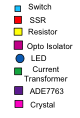 Switch
SSR
Resistor
Opto Isolator
LED
Current
Transformer
ADE7763
Crystal